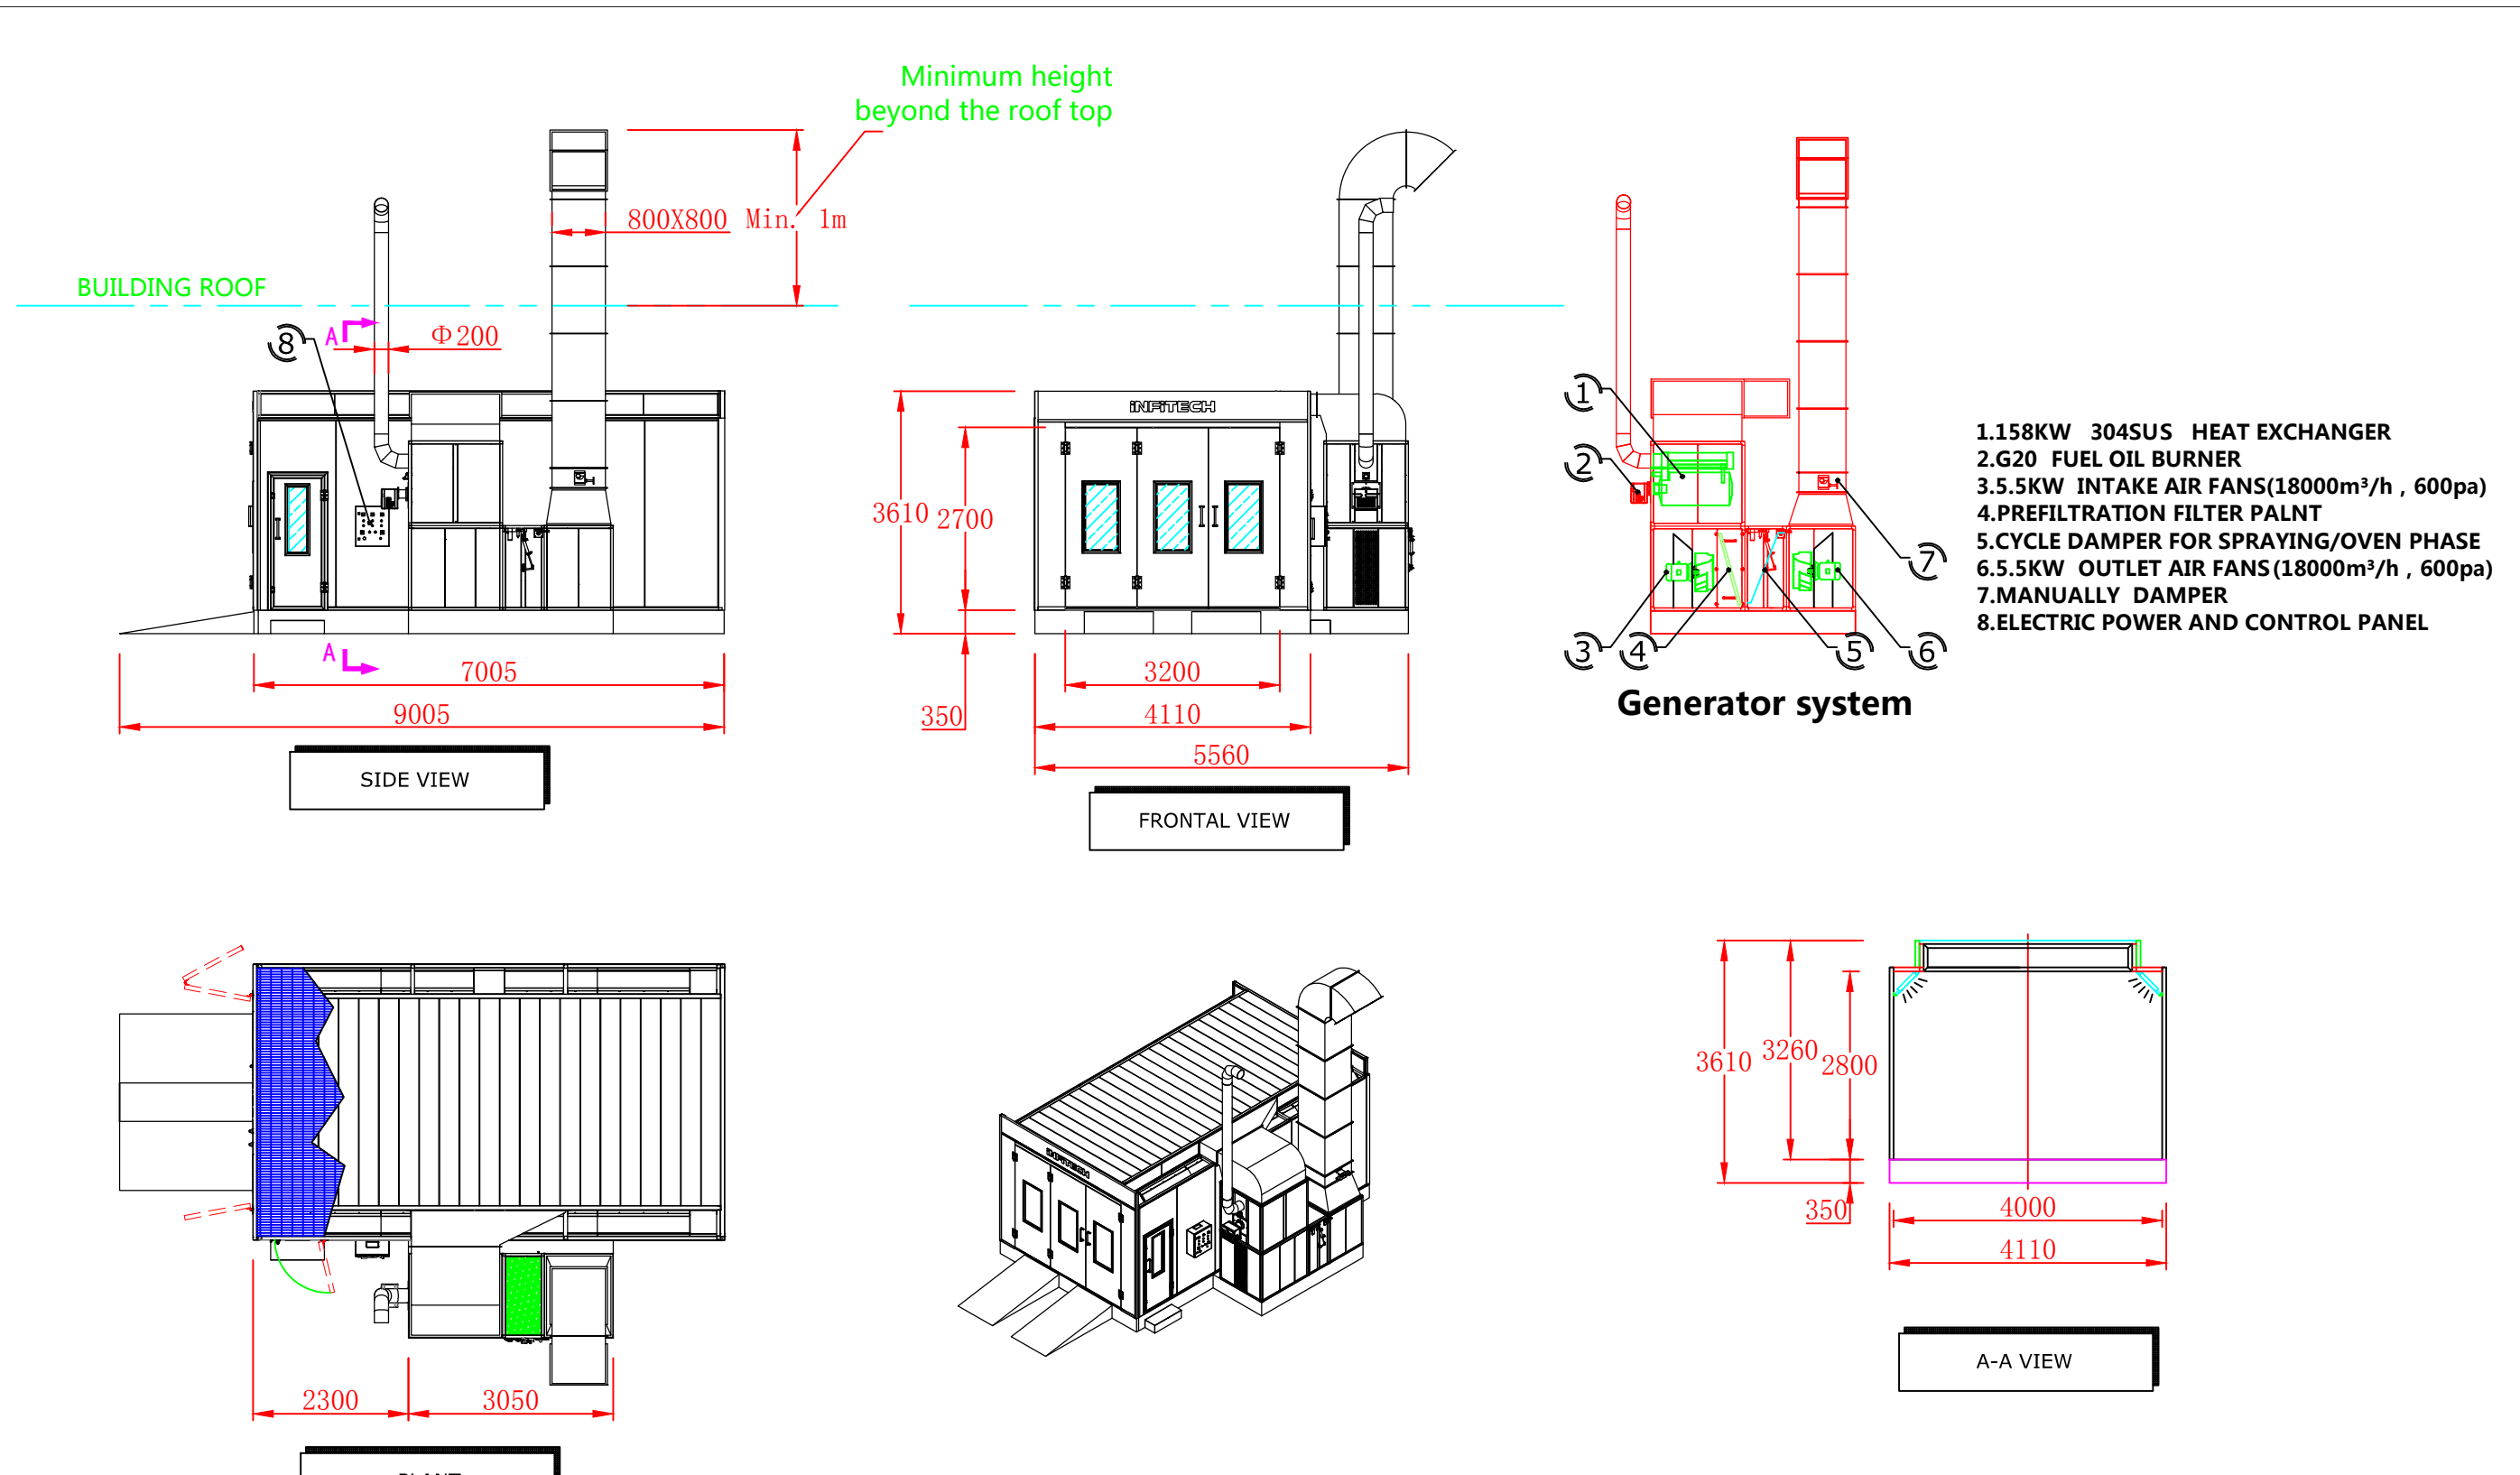 Minimum height
beyond the roof top
800X800 Min. 1m
BUILDING ROOF
A
Φ200
8
A
7005
9005
SIDE VIEW
iNFiTECH
3610
2700
3200
350
4110
5560
FRONTAL VIEW
1
2
7
3
4
5
6
Generator system
1.158KW 304SUS HEAT EXCHANGER
2.G20 FUEL OIL BURNER
3.5.5KW INTAKE AIR FANS(18000m³/h , 600pa)
4.PREFILTRATION FILTER PALNT
5.CYCLE DAMPER FOR SPRAYING/OVEN PHASE
6.5.5KW OUTLET AIR FANS(18000m³/h , 600pa)
7.MANUALLY DAMPER
8.ELECTRIC POWER AND CONTROL PANEL
2300
3050
iNFiTECH
3610
3260
2800
350
4000
4110
A-A VIEW